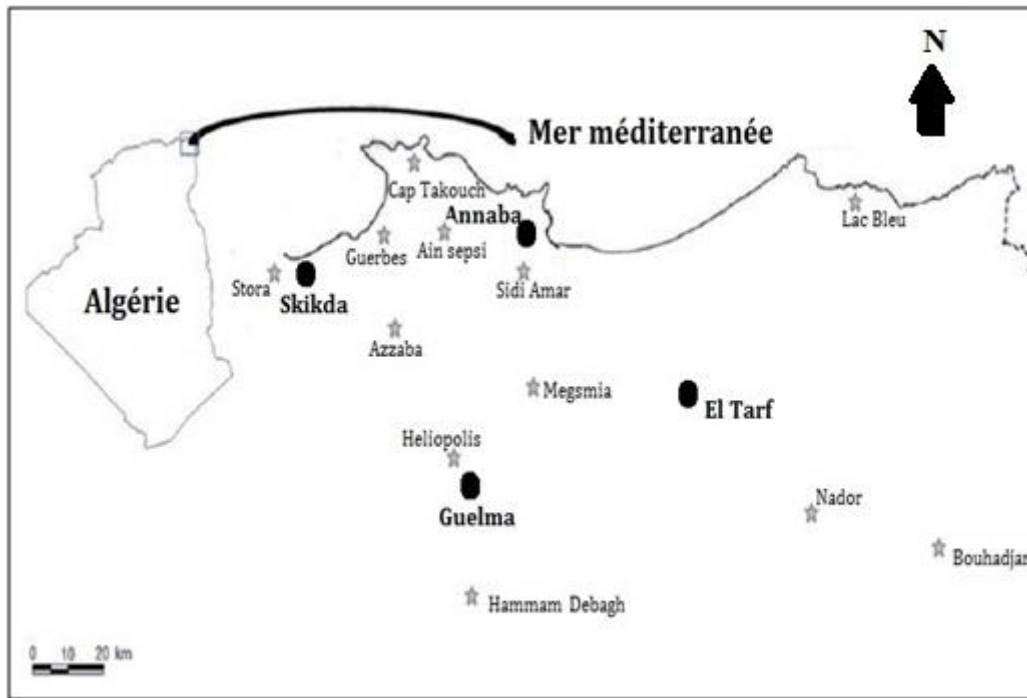 N
Mer méditerranée
Cap Takouch
Annaba
Lac Bleu
Guerbes
Ain sepsi
Stora
Skikda
Sidi Amar
Algérie
Azzaba
Megsmia
El Tarf
Heliopolis
Nador
Guelma
Bouhadjar
Hammam Debagh
0 10 20 km